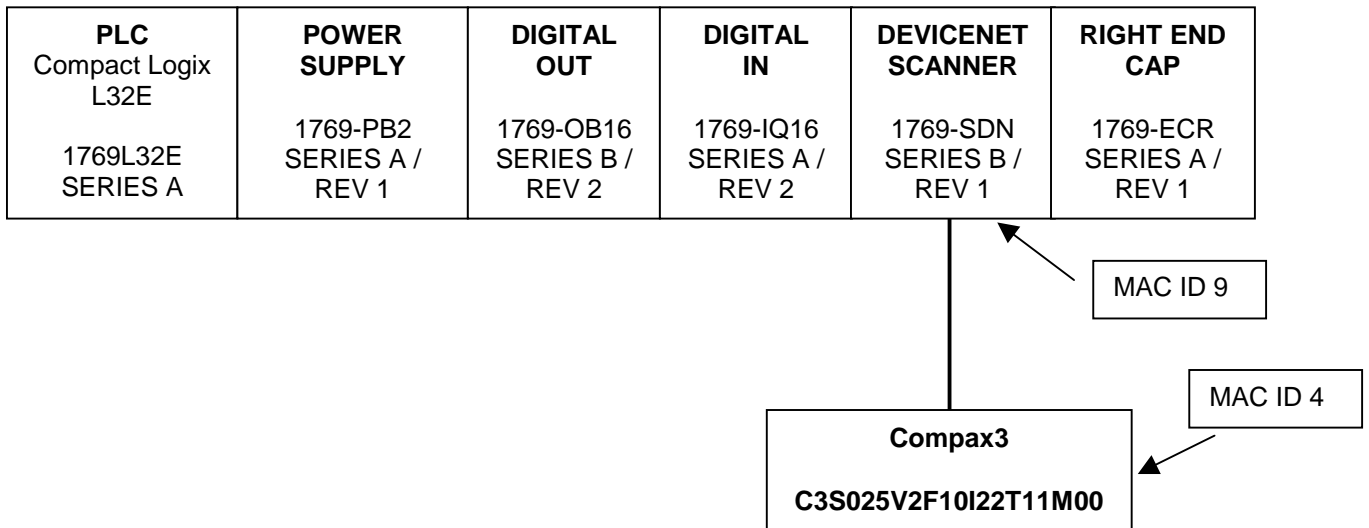 PLC
Compact Logix
L32E
1769L32E
SERIES A
POWER
SUPPLY
1769-PB2
SERIES A /
REV 1
DIGITAL
OUT
1769-OB16
SERIES B /
REV 2
DIGITAL
IN
1769-IQ16
SERIES A /
REV 2
DEVICENET
SCANNER
1769-SDN
SERIES B /
REV 1
RIGHT END
CAP
1769-ECR
SERIES A /
REV 1
MAC ID 9
MAC ID 4
Compax3
C3S025V2F10I22T11M00